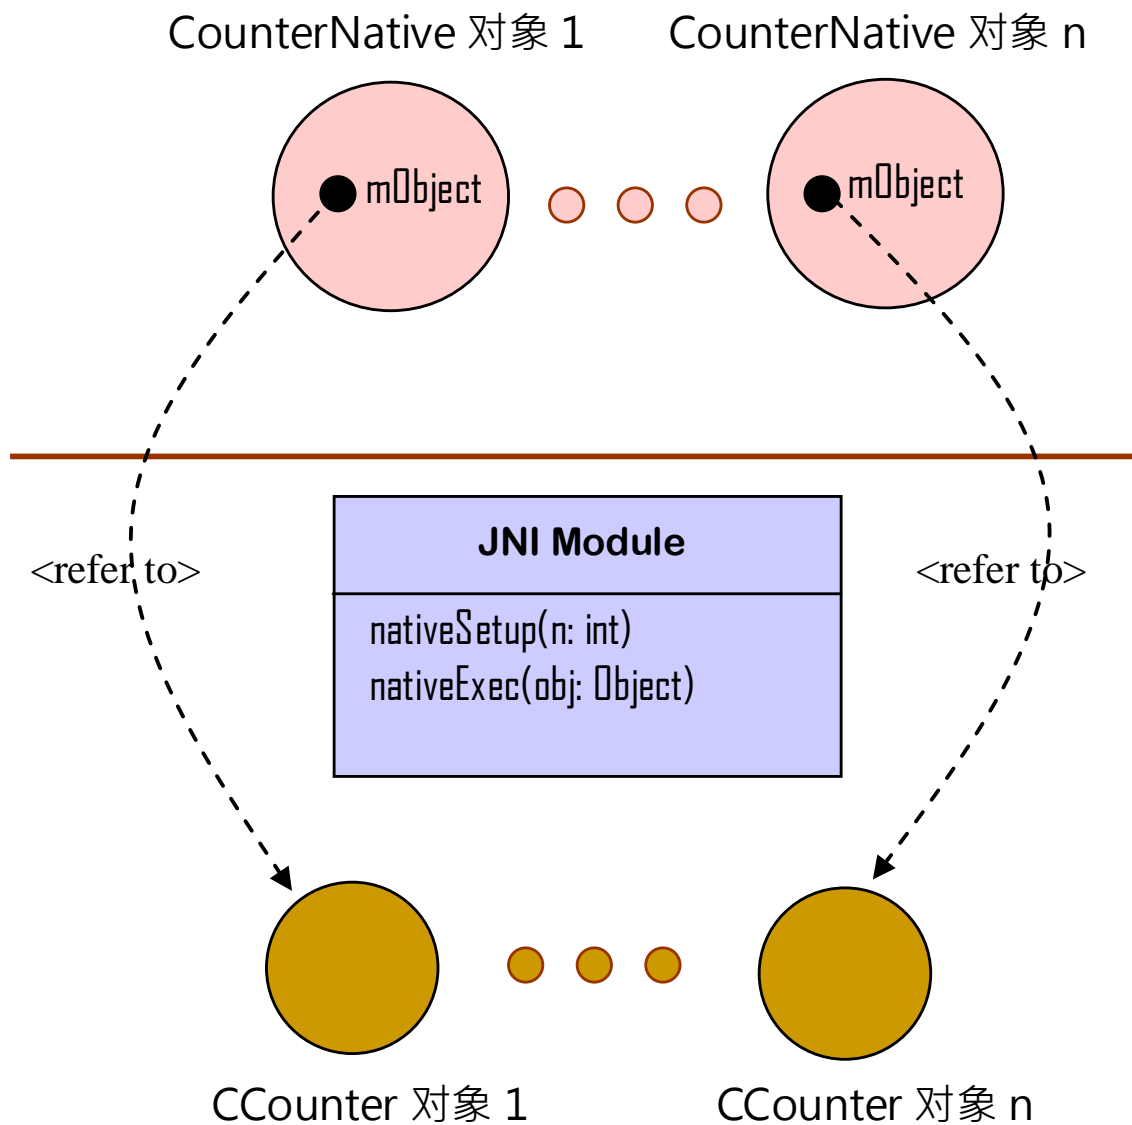 CounterNative 对象 1
CounterNative 对象 n
mObject
mObject
JNI Module
<refer to>
<refer to>
nativeSetup(n: int)
nativeExec(obj: Object)
CCounter 对象 1
CCounter 对象 n